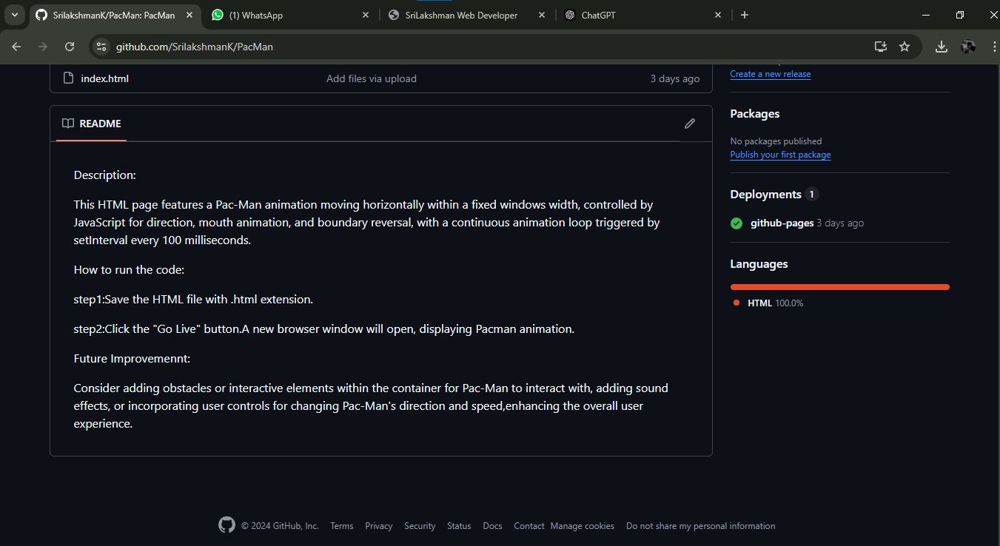 SrilakshmanK/PacMan: PacMan
(1) WhatsApp
SriLakshman Web Developer
ChatGPT
github.com/SrilakshmanK/PacMan
index.html Add files via upload 3 days ago
README
Description:
This HTML page features a Pac-Man animation moving horizontally within a fixed windows width, controlled by
JavaScript for direction, mouth animation, and boundary reversal, with a continuous animation loop triggered by
setInterval every 100 milliseconds.
How to run the code:
step1:Save the HTML file with .html extension.
step2:Click the "Go Live" button.A new browser window will open, displaying Pacman animation.
Future Improvemennt:
Consider adding obstacles or interactive elements within the container for Pac-Man to interact with, adding sound
effects, or incorporating user controls for changing Pac-Man's direction and speed,enhancing the overall user
experience.
Create a new release
Packages
No packages published
Publish your first package
Deployments 1
github-pages 3 days ago
Languages
HTML 100.0%
© 2024 GitHub, Inc. Terms Privacy Security Status Docs Contact Manage cookies Do not share my personal information